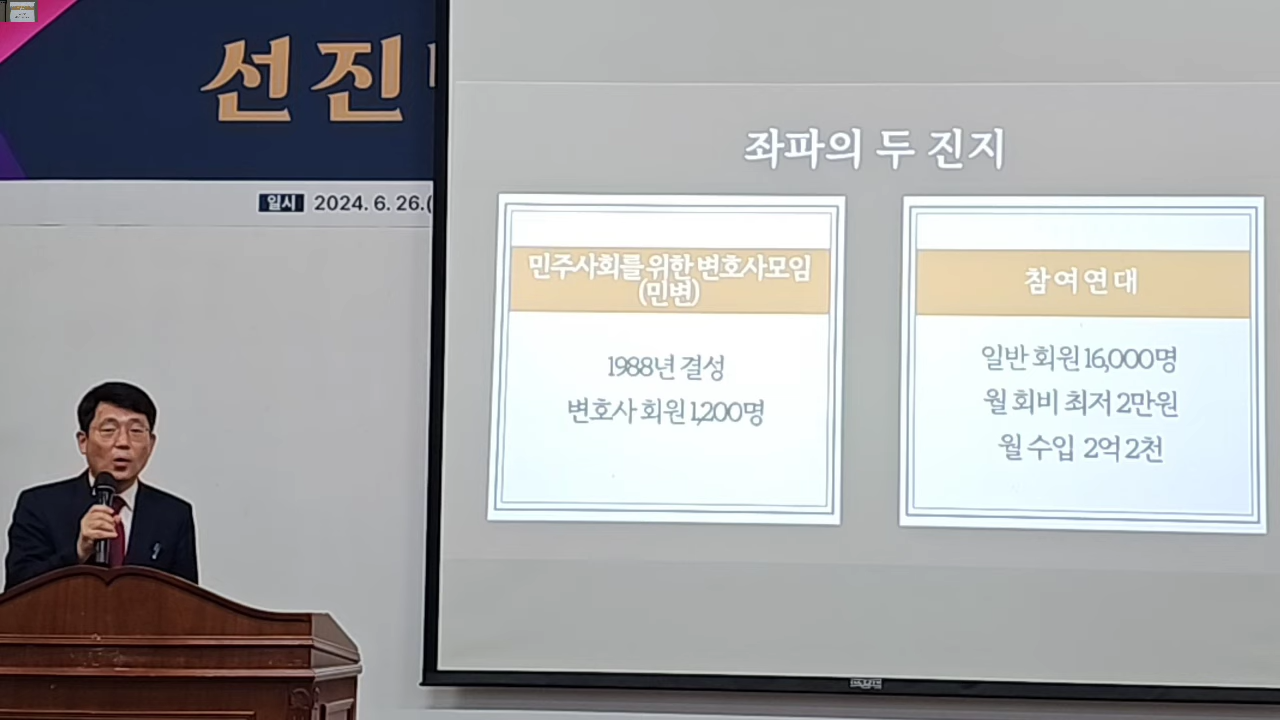 선진
일시 2024. 6. 26.(
좌파의 두 진지
민주사회를 위한 변호사모임
(민변)
1988년 결성
변호사 회원 1,200명
참여연대
일반 회원 16,000명
월 회비 최저 2만원
월 수입 2억 2천